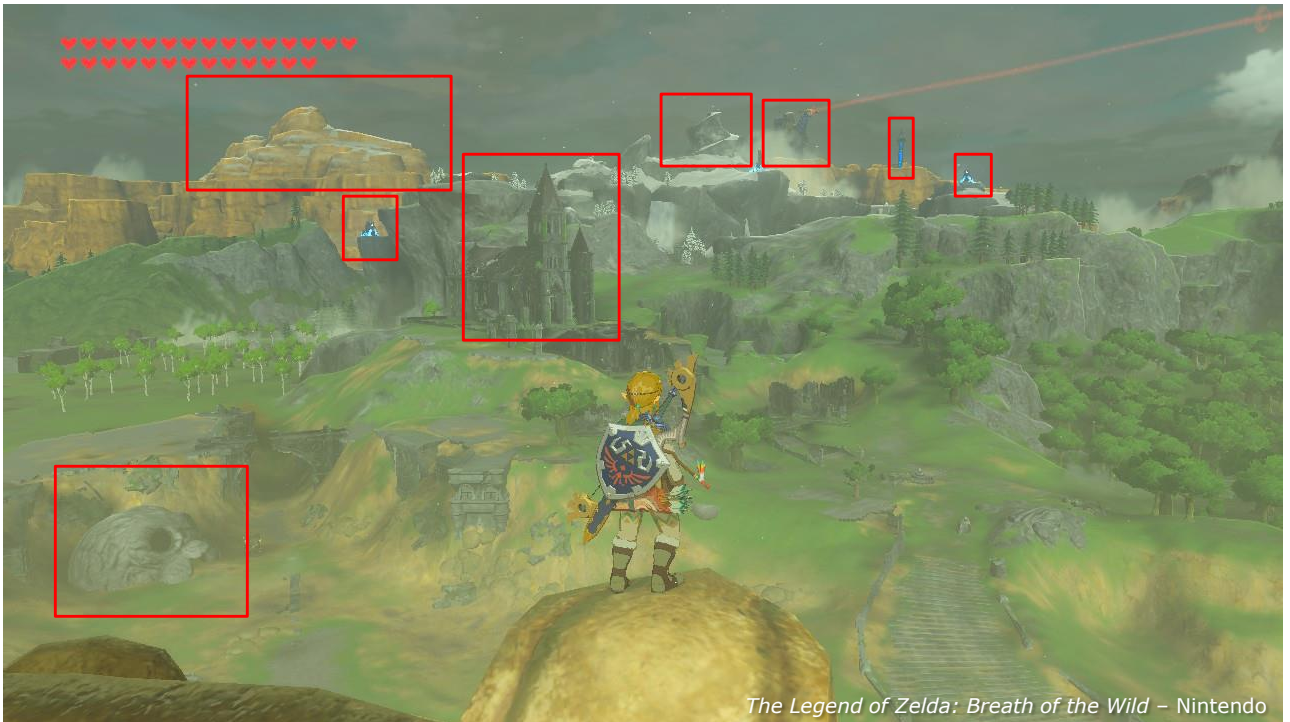 The Legend of Zelda: Breath of the Wild – Nintendo